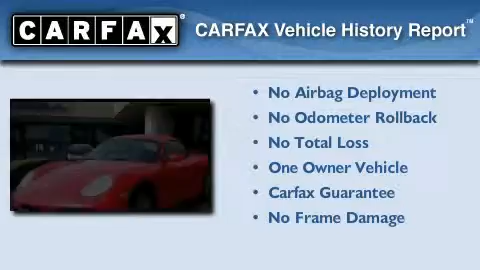 CARFAX CARFAX Vehicle History Report™
• No Airbag Deployment
• No Odometer Rollback
• No Total Loss
• One Owner Vehicle
• Carfax Guarantee
• No Frame Damage